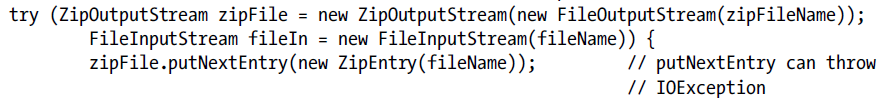 try (ZipOutputStream zipFile = new ZipOutputStream(new FileOutputStream(zipFileName));
FileInputStream fileIn = new FileInputStream(fileName)) {
zipFile.putNextEntry(new ZipEntry(fileName)); // putNextEntry can throw
// IOException